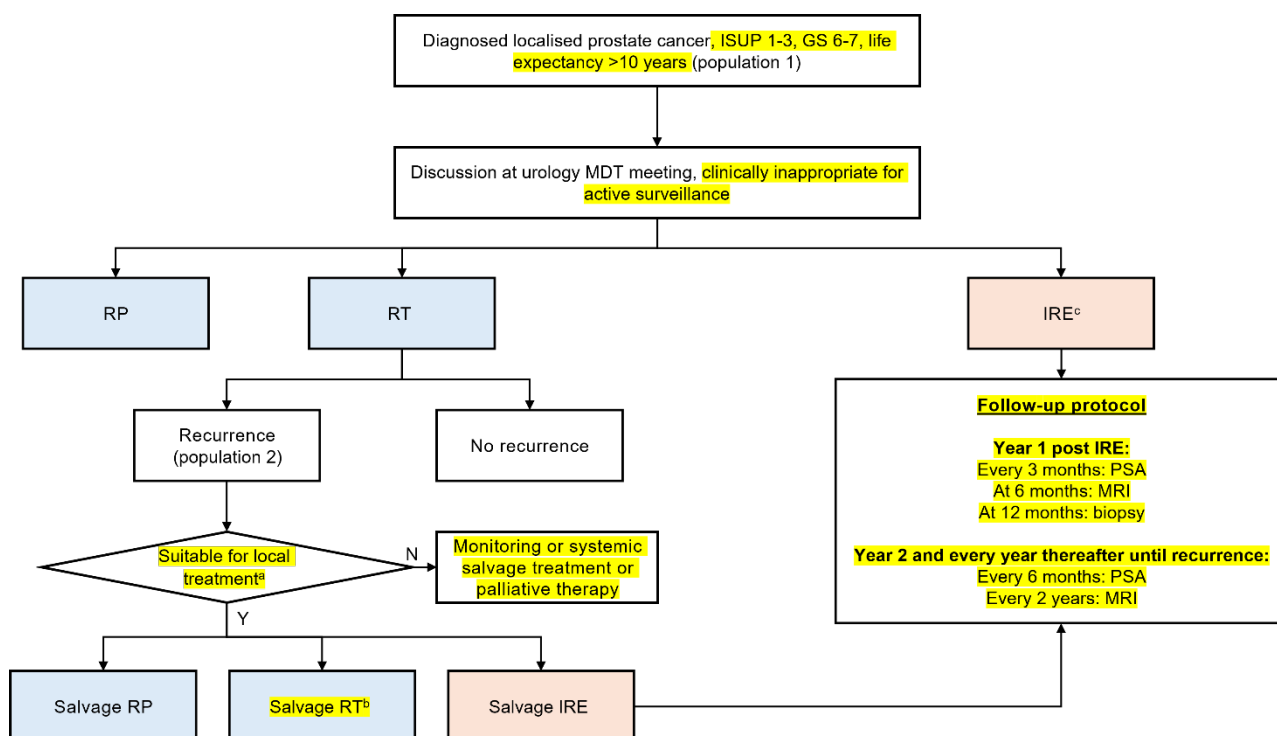 Diagnosed localised prostate cancer, ISUP 1-3, GS 6-7, life
expectancy >10 years (population 1)
Discussion at urology MDT meeting, clinically inappropriate for
active surveillance
RP
RT
IREᶜ
Recurrence
(population 2)
No recurrence
Follow-up protocol
Year 1 post IRE:
Every 3 months: PSA
At 6 months: MRI
At 12 months: biopsy
Year 2 and every year thereafter until recurrence:
Every 6 months: PSA
Every 2 years: MRI
Suitable for local
treatmentᵃ
N
Monitoring or systemic
salvage treatment or
palliative therapy
Y
Salvage RP
Salvage RTᵇ
Salvage IRE